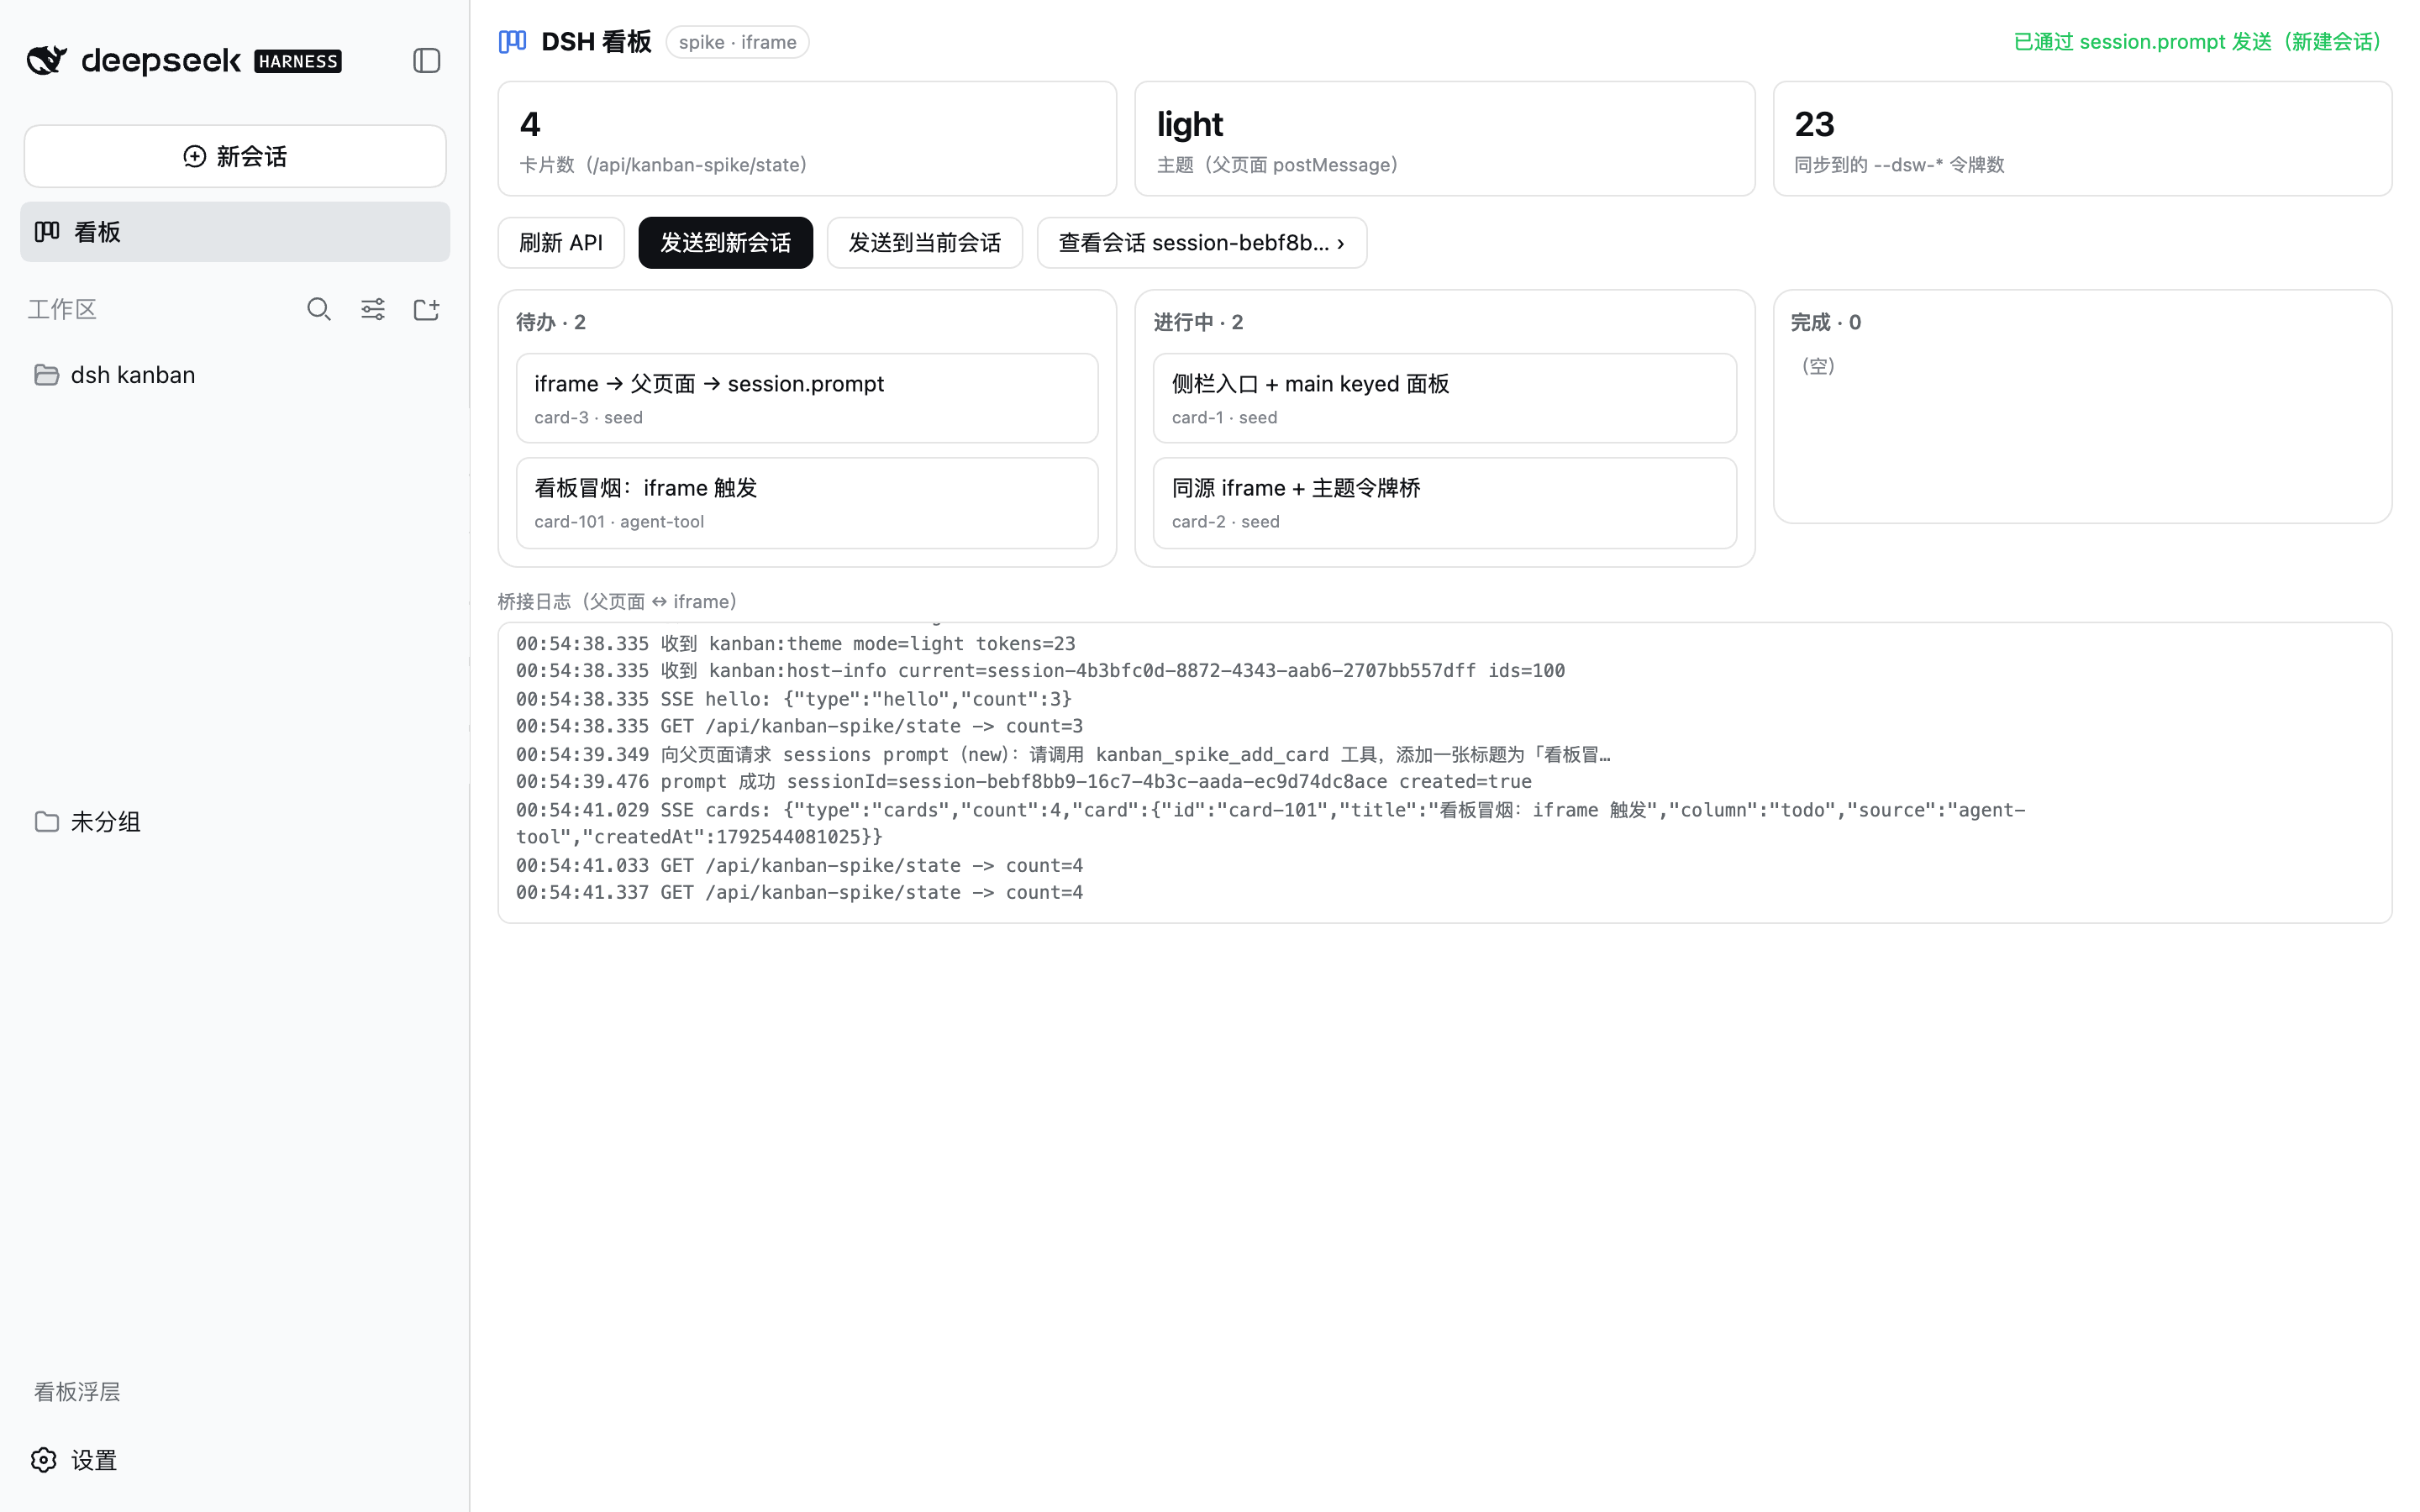 deepseek HARNESS
新会话
看板
工作区
dsh kanban
未分组
看板浮层
设置
DSH 看板
spike · iframe
已通过 session.prompt 发送（新建会话）
4
卡片数（/api/kanban-spike/state）
light
主题（父页面 postMessage）
23
同步到的 --dsw-* 令牌数
刷新 API
发送到新会话
发送到当前会话
查看会话 session-bebf8b... ›
待办 · 2
iframe → 父页面 → session.prompt
card-3 · seed
看板冒烟：iframe 触发
card-101 · agent-tool
进行中 · 2
侧栏入口 + main keyed 面板
card-1 · seed
同源 iframe + 主题令牌桥
card-2 · seed
完成 · 0
（空）
桥接日志（父页面 ↔ iframe）
00:54:38.335 收到 kanban:theme mode=light tokens=23
00:54:38.335 收到 kanban:host-info current=session-4b3bfc0d-8872-4343-aab6-2707bb557dff ids=100
00:54:38.335 SSE hello: {"type":"hello","count":3}
00:54:38.335 GET /api/kanban-spike/state -> count=3
00:54:39.349 向父页面请求 sessions prompt（new）：请调用 kanban_spike_add_card 工具，添加一张标题为「看板冒…
00:54:39.476 prompt 成功 sessionId=session-bebf8bb9-16c7-4b3c-aada-ec9d74dc8ace created=true
00:54:41.029 SSE cards: {"type":"cards","count":4,"card":{"id":"card-101","title":"看板冒烟：iframe 触发","column":"todo","source":"agent-
tool","createdAt":1792544081025}}
00:54:41.033 GET /api/kanban-spike/state -> count=4
00:54:41.337 GET /api/kanban-spike/state -> count=4